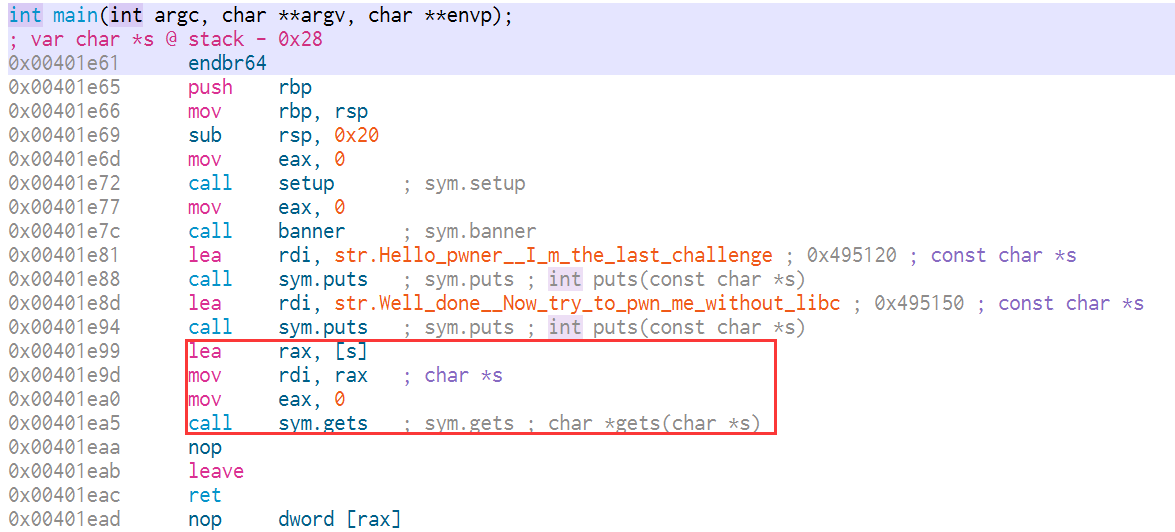 int main(int argc, char **argv, char **envp);
; var char *s @ stack - 0x28
0x00401e61 endbr64
0x00401e65 push rbp
0x00401e66 mov rbp, rsp
0x00401e69 sub rsp, 0x20
0x00401e6d mov eax, 0
0x00401e72 call setup ; sym.setup
0x00401e77 mov eax, 0
0x00401e7c call banner ; sym.banner
0x00401e81 lea rdi, str.Hello_pwner__I_m_the_last_challenge ; 0x495120 ; const char *s
0x00401e88 call sym.puts ; sym.puts ; int puts(const char *s)
0x00401e8d lea rdi, str.Well_done__Now_try_to_pwn_me_without_libc ; 0x495150 ; const char *s
0x00401e94 call sym.puts ; sym.puts ; int puts(const char *s)
0x00401e99 lea rax, [s]
0x00401e9d mov rdi, rax ; char *s
0x00401ea0 mov eax, 0
0x00401ea5 call sym.gets ; sym.gets ; char *gets(char *s)
0x00401eaa nop
0x00401eab leave
0x00401eac ret
0x00401ead nop dword [rax]